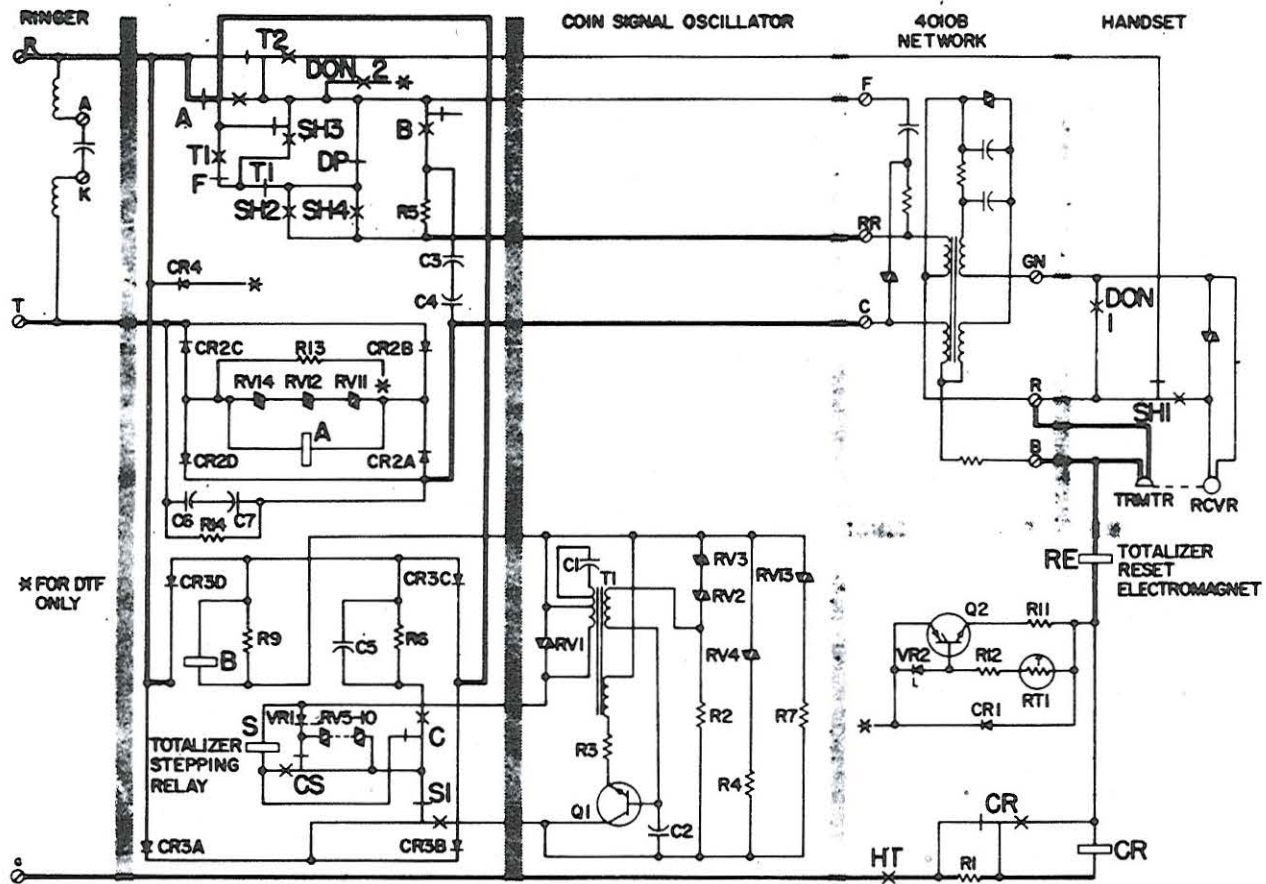 RINGER
COIN SIGNAL OSCILLATOR
4010B
NETWORK
HANDSET
R
T2
DON 2 *
F
A
A
SH3
B
T1
DP
F
T1
K
SH2
SH4
R5
RR
C3
GN
CR4
*
C4
DON
1
T
C
CR2C
R13
CR2B
RV14
RV12
RV11
*
R
SH1
A
CR2D
CR2A
B
TRMTR
RCVR
C6
C7
R14
RE
TOTALIZER
RESET
ELECTROMAGNET
* FOR DTF
ONLY
CR3D
CR3C
C1
T1
RV3
RV13
RV2
Q2
R11
R9
C5
R6
RV1
RV4
B
VR2
R12
T
RT1
L
S
VR1
RV5-10
C
R2
R7
CR1
*
TOTALIZER
STEPPING
RELAY
R3
CS
R4
S1
Q1
CR
C2
CR3A
CR3B
HT
R1
CR